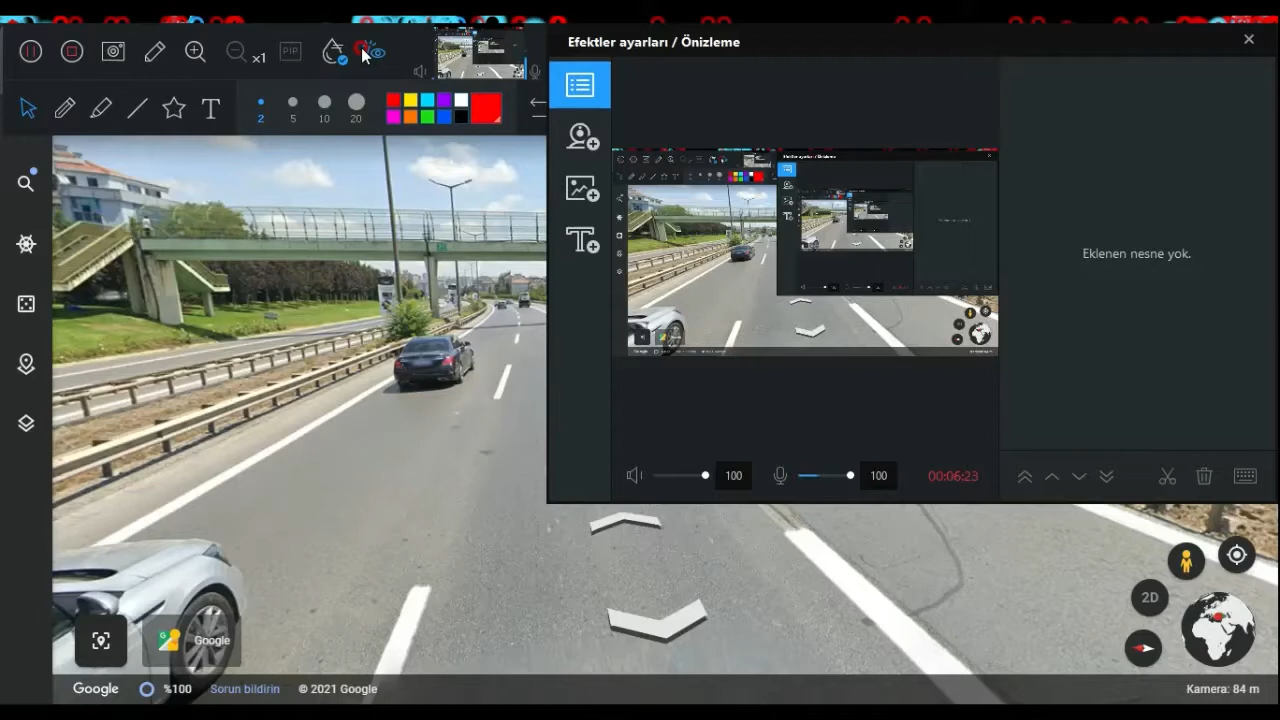 Efektler ayarları / Önizleme
x1
PIP
2
5
10
20
T
Eklenen nesne yok.
100
100
00:06:23
2D
Google
Google
%100
Sorun bildirin
© 2021 Google
Kamera: 84 m